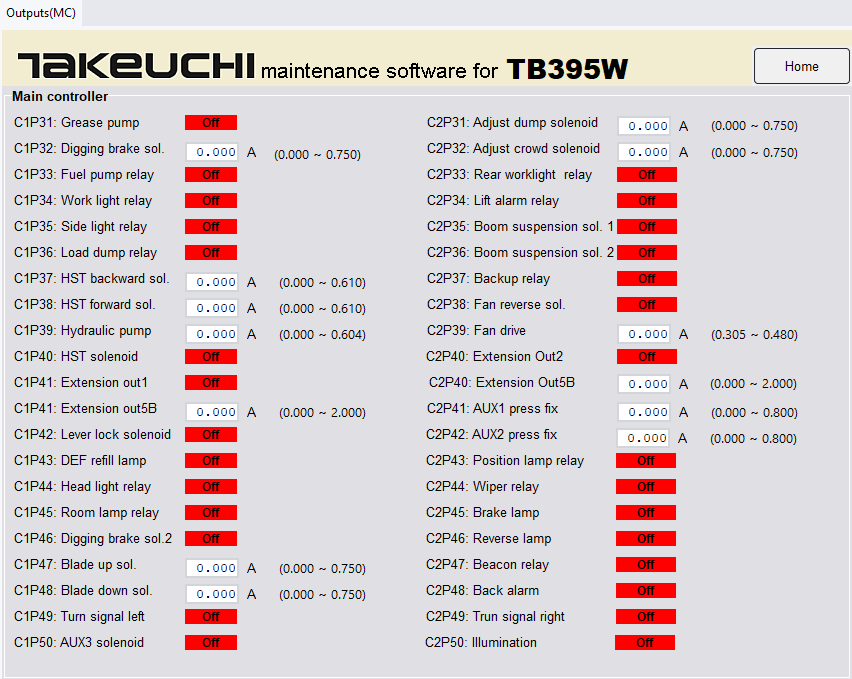 Outputs(MC)
TAKEUCHI maintenance software for TB395W
Home
Main controller
C1P31: Grease pump Off
C1P32: Digging brake sol. 0.000 A (0.000 ~ 0.750)
C1P33: Fuel pump relay Off
C1P34: Work light relay Off
C1P35: Side light relay Off
C1P36: Load dump relay Off
C1P37: HST backward sol. 0.000 A (0.000 ~ 0.610)
C1P38: HST forward sol. 0.000 A (0.000 ~ 0.610)
C1P39: Hydraulic pump 0.000 A (0.000 ~ 0.604)
C1P40: HST solenoid Off
C1P41: Extension out1 Off
C1P41: Extension out5B 0.000 A (0.000 ~ 2.000)
C1P42: Lever lock solenoid Off
C1P43: DEF refill lamp Off
C1P44: Head light relay Off
C1P45: Room lamp relay Off
C1P46: Digging brake sol.2 Off
C1P47: Blade up sol. 0.000 A (0.000 ~ 0.750)
C1P48: Blade down sol. 0.000 A (0.000 ~ 0.750)
C1P49: Turn signal left Off
C1P50: AUX3 solenoid Off
C2P31: Adjust dump solenoid 0.000 A (0.000 ~ 0.750)
C2P32: Adjust crowd solenoid 0.000 A (0.000 ~ 0.750)
C2P33: Rear worklight relay Off
C2P34: Lift alarm relay Off
C2P35: Boom suspension sol. 1 Off
C2P36: Boom suspension sol. 2 Off
C2P37: Backup relay Off
C2P38: Fan reverse sol. Off
C2P39: Fan drive 0.000 A (0.305 ~ 0.480)
C2P40: Extension Out2 Off
C2P40: Extension Out5B 0.000 A (0.000 ~ 2.000)
C2P41: AUX1 press fix 0.000 A (0.000 ~ 0.800)
C2P42: AUX2 press fix 0.000 A (0.000 ~ 0.800)
C2P43: Position lamp relay Off
C2P44: Wiper relay Off
C2P45: Brake lamp Off
C2P46: Reverse lamp Off
C2P47: Beacon relay Off
C2P48: Back alarm Off
C2P49: Trun signal right Off
C2P50: Illumination Off